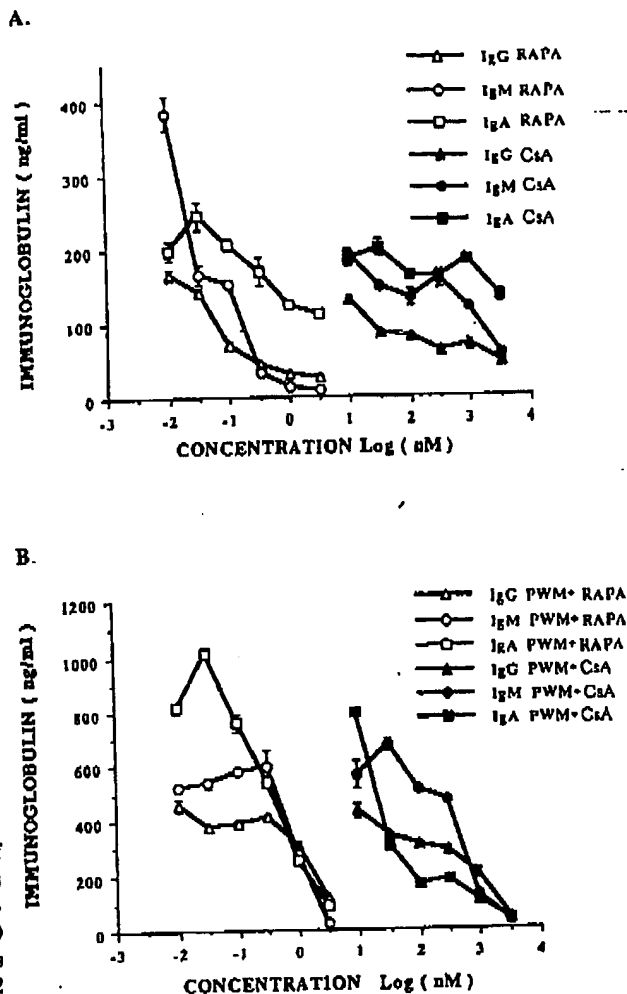 A.
IgG RAPA
IgM RAPA
IgA RAPA
IgG CsA
IgM CsA
IgA CsA
IMMUNOGLOBULIN ( ng/ml )
400
300
200
100
0
-3 -2 -1 0 1 2 3 4
CONCENTRATION Log ( nM )
B.
IgG PWM+ RAPA
IgM PWM+RAPA
IgA PWM+RAPA
IgG PWM+CsA
IgM PWM+CsA
IgA PWM+CsA
IMMUNOGLOBULIN ( ng/ml )
1200
1000
800
600
400
200
0
-3 -2 -1 0 1 2 3 4
CONCENTRATION Log ( nM )